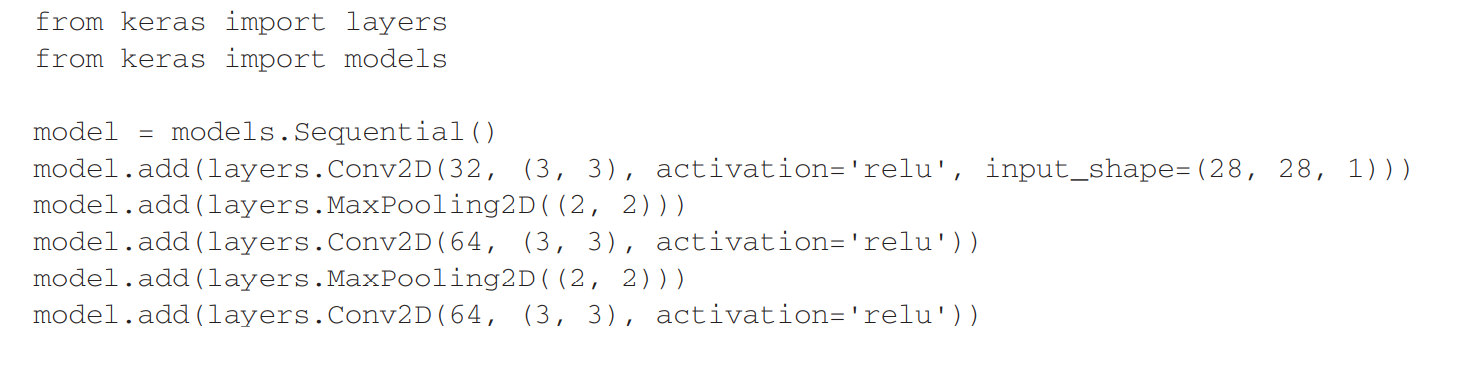 from keras import layers
from keras import models
model = models.Sequential()
model.add(layers.Conv2D(32, (3, 3), activation='relu', input_shape=(28, 28, 1)))
model.add(layers.MaxPooling2D((2, 2)))
model.add(layers.Conv2D(64, (3, 3), activation='relu'))
model.add(layers.MaxPooling2D((2, 2)))
model.add(layers.Conv2D(64, (3, 3), activation='relu'))